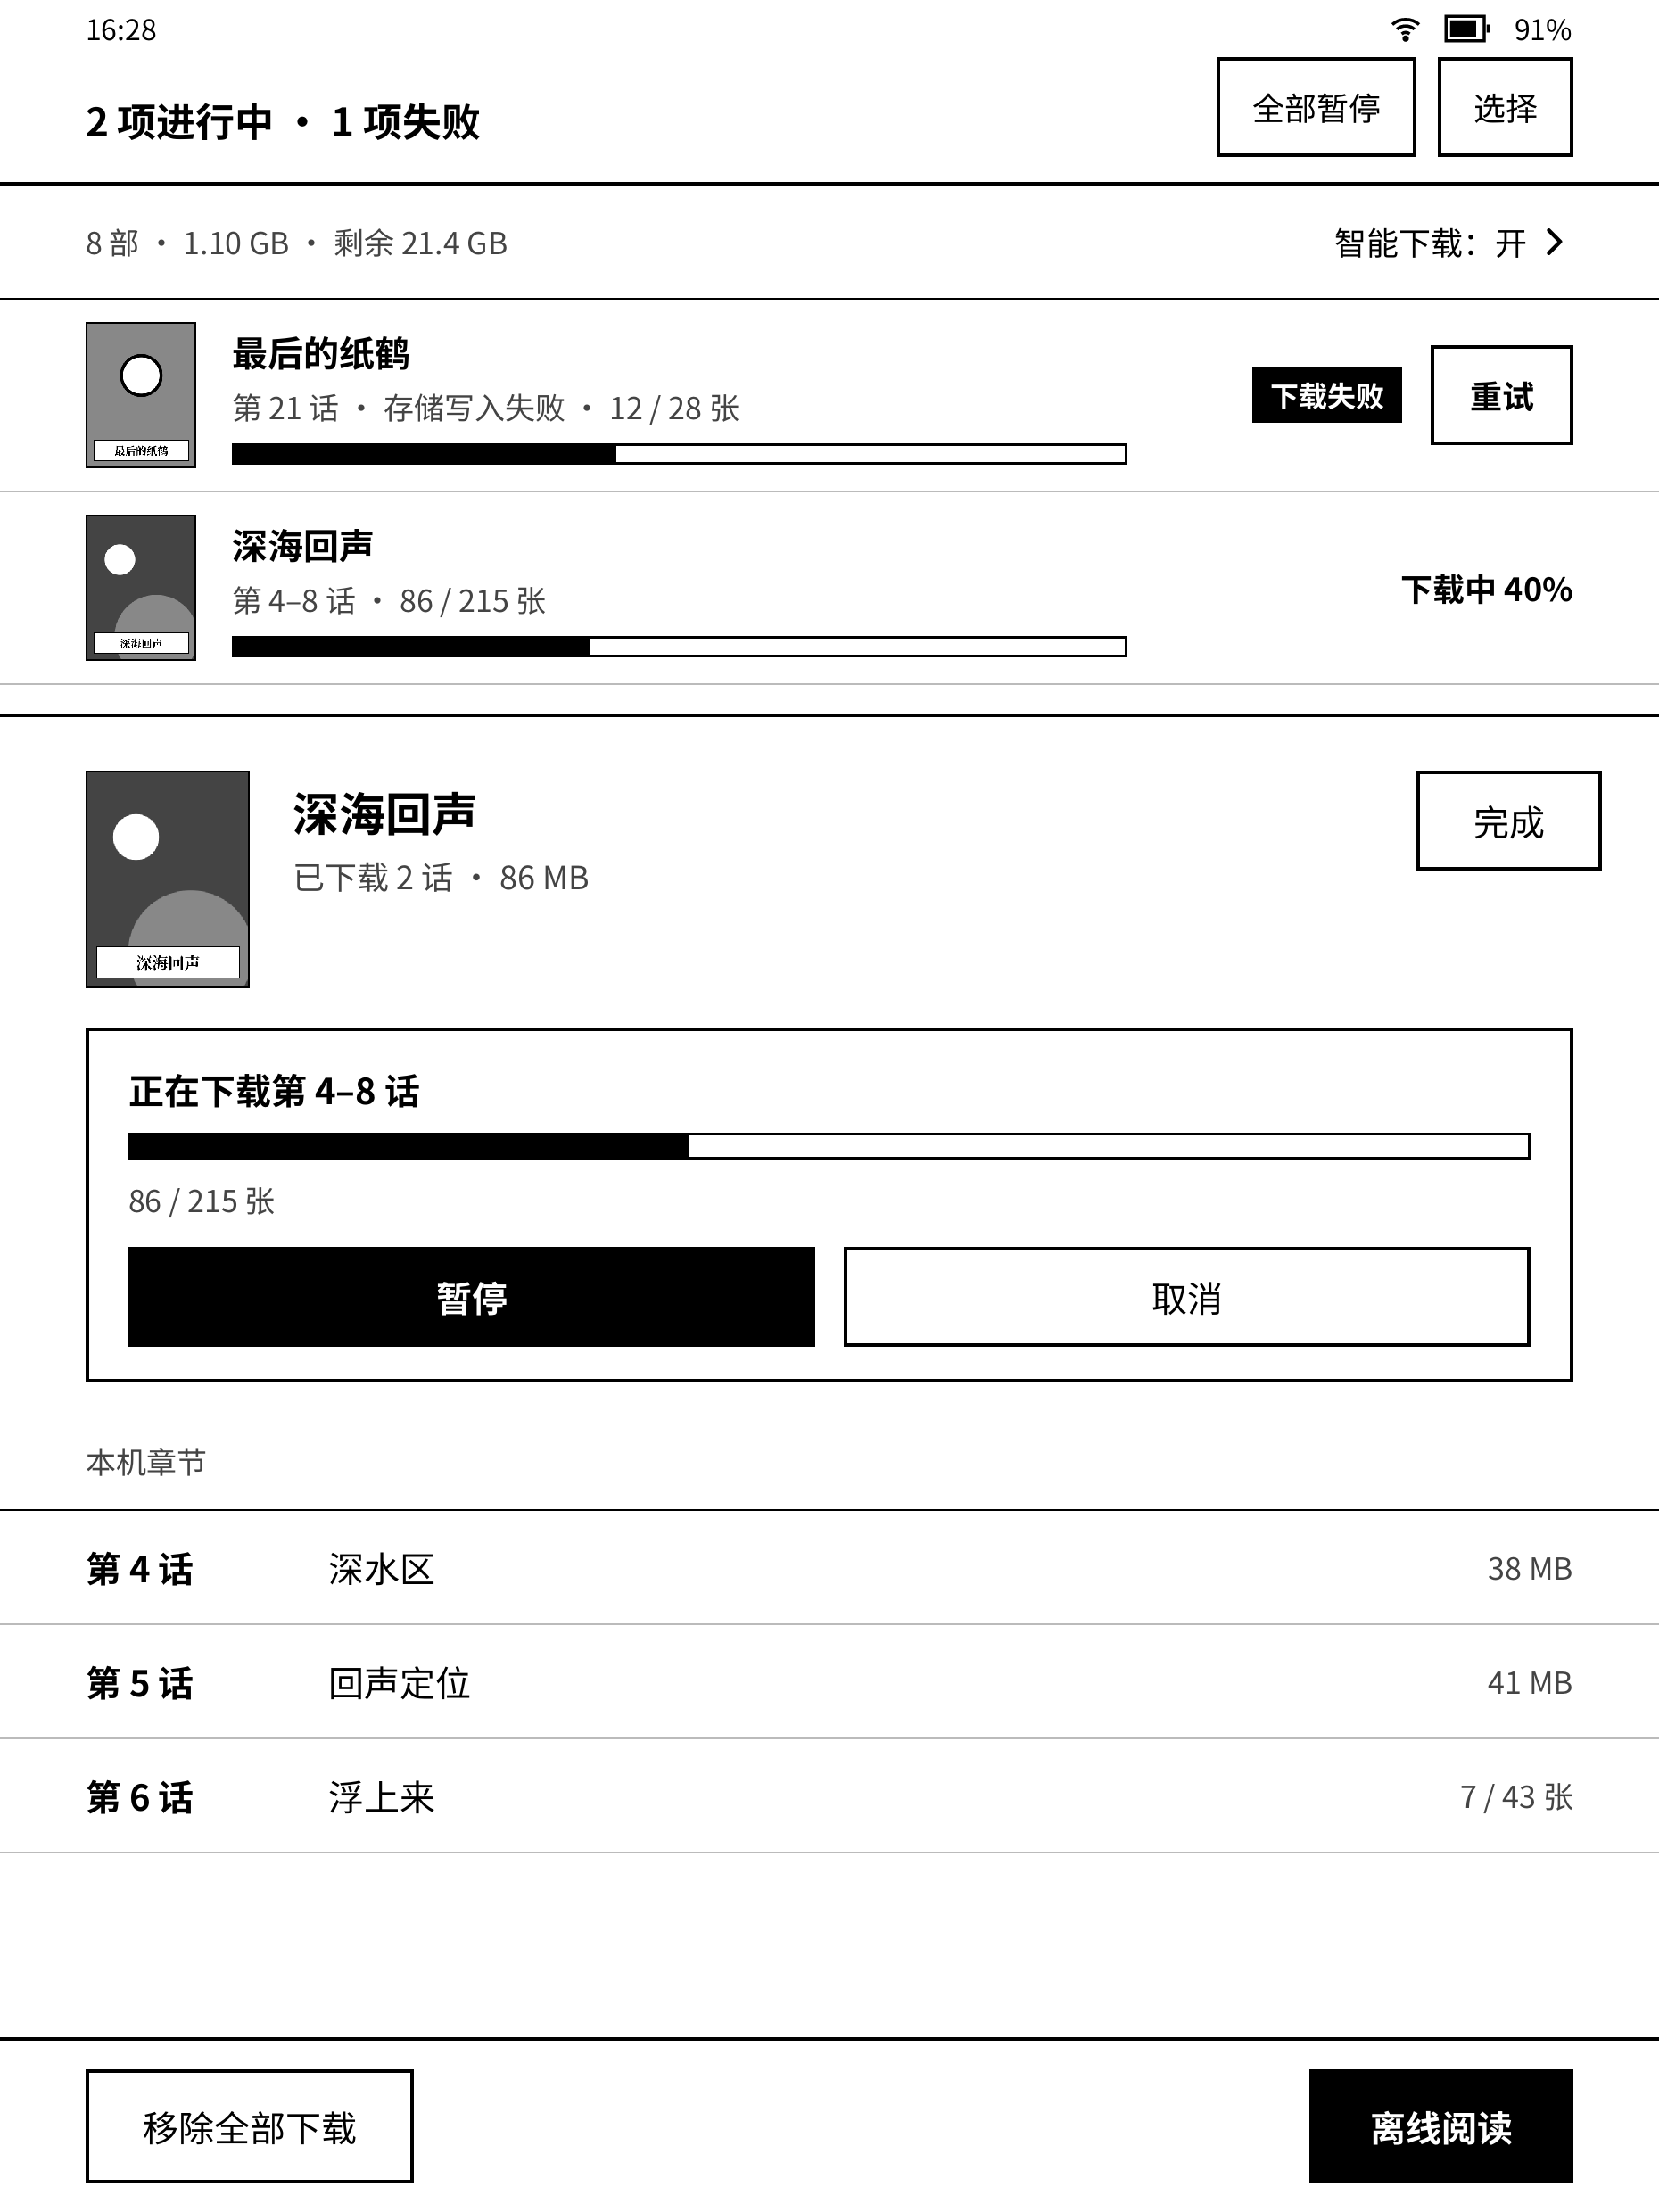 16:28
91%
2 项进行中 · 1 项失败
全部暂停
选择
8 部 · 1.10 GB · 剩余 21.4 GB
智能下载：开
最后的纸鹤
最后的纸鹤
第 21 话 · 存储写入失败 · 12 / 28 张
下载失败
重试
深海回声
深海回声
第 4–8 话 · 86 / 215 张
下载中 40%
深海回声
深海回声
已下载 2 话 · 86 MB
完成
正在下载第 4–8 话
86 / 215 张
暂停
取消
本机章节
第 4 话 深水区 38 MB
第 5 话 回声定位 41 MB
第 6 话 浮上来 7 / 43 张
移除全部下载
离线阅读